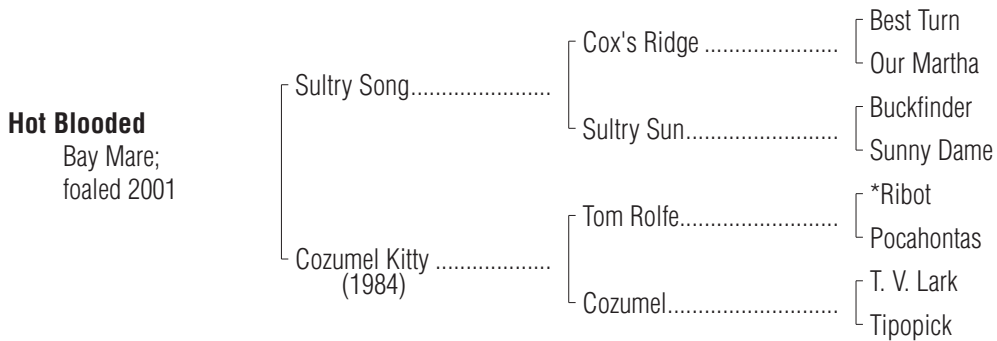 Best Turn
Cox's Ridge ......................
Our Martha
Sultry Song.......................
Buckfinder
Sultry Sun.........................
Sunny Dame
Hot Blooded
Bay Mare;
foaled 2001
*Ribot
Tom Rolfe..........................
Pocahontas
Cozumel Kitty ...................
(1984)
T. V. Lark
Cozumel............................
Tipopick